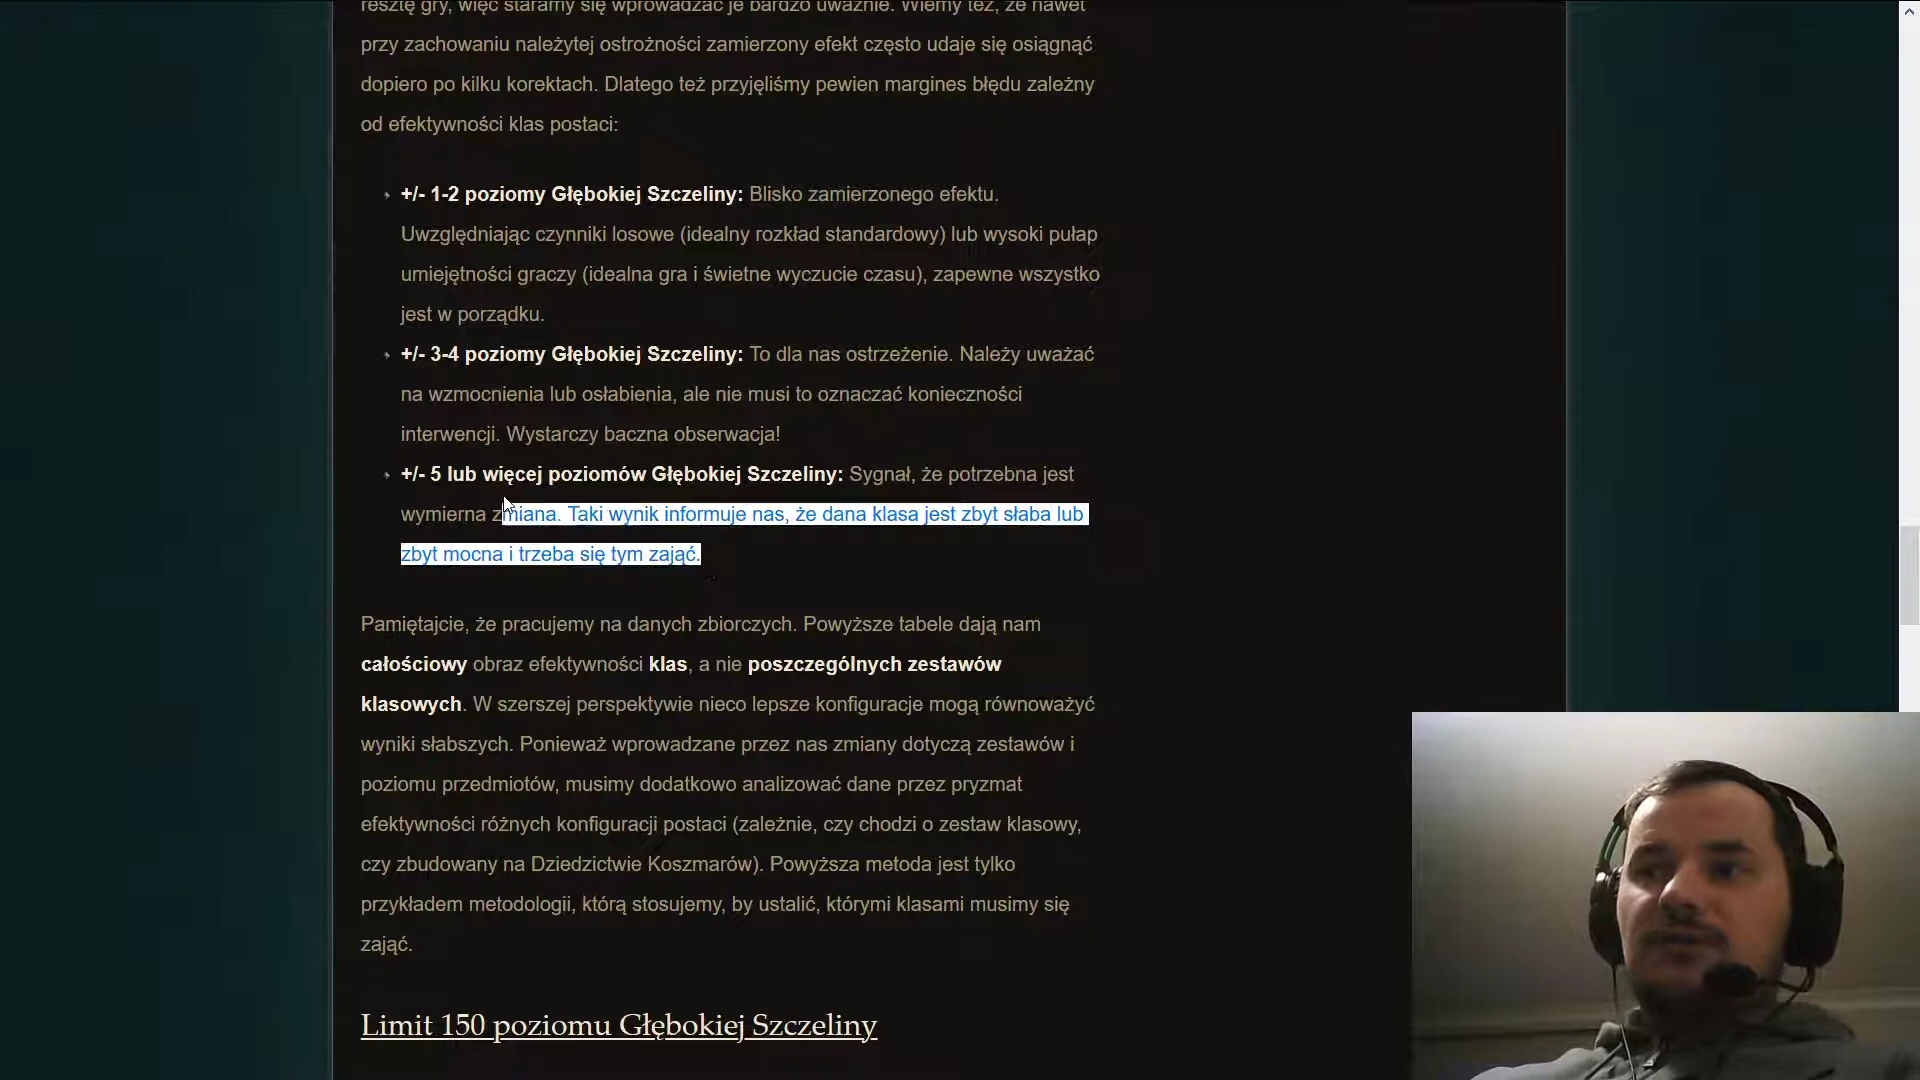 resztę gry, więc staramy się wprowadzać je bardzo uważnie. Wiemy też, że nawet
przy zachowaniu należytej ostrożności zamierzony efekt często udaje się osiągnąć
dopiero po kilku korektach. Dlatego też przyjęliśmy pewien margines błędu zależny
od efektywności klas postaci:
+/- 1-2 poziomy Głębokiej Szczeliny: Blisko zamierzonego efektu.
Uwzględniając czynniki losowe (idealny rozkład standardowy) lub wysoki pułap
umiejętności graczy (idealna gra i świetne wyczucie czasu), zapewne wszystko
jest w porządku.
+/- 3-4 poziomy Głębokiej Szczeliny: To dla nas ostrzeżenie. Należy uważać
na wzmocnienia lub osłabienia, ale nie musi to oznaczać konieczności
interwencji. Wystarczy baczna obserwacja!
+/- 5 lub więcej poziomów Głębokiej Szczeliny: Sygnał, że potrzebna jest
wymierna zmiana. Taki wynik informuje nas, że dana klasa jest zbyt słaba lub
zbyt mocna i trzeba się tym zająć.
Pamiętajcie, że pracujemy na danych zbiorczych. Powyższe tabele dają nam
całościowy obraz efektywności klas, a nie poszczególnych zestawów
klasowych. W szerszej perspektywie nieco lepsze konfiguracje mogą równoważyć
wyniki słabszych. Ponieważ wprowadzane przez nas zmiany dotyczą zestawów i
poziomu przedmiotów, musimy dodatkowo analizować dane przez pryzmat
efektywności różnych konfiguracji postaci (zależnie, czy chodzi o zestaw klasowy,
czy zbudowany na Dziedzictwie Koszmarów). Powyższa metoda jest tylko
przykładem metodologii, którą stosujemy, by ustalić, którymi klasami musimy się
zająć.
Limit 150 poziomu Głębokiej Szczeliny